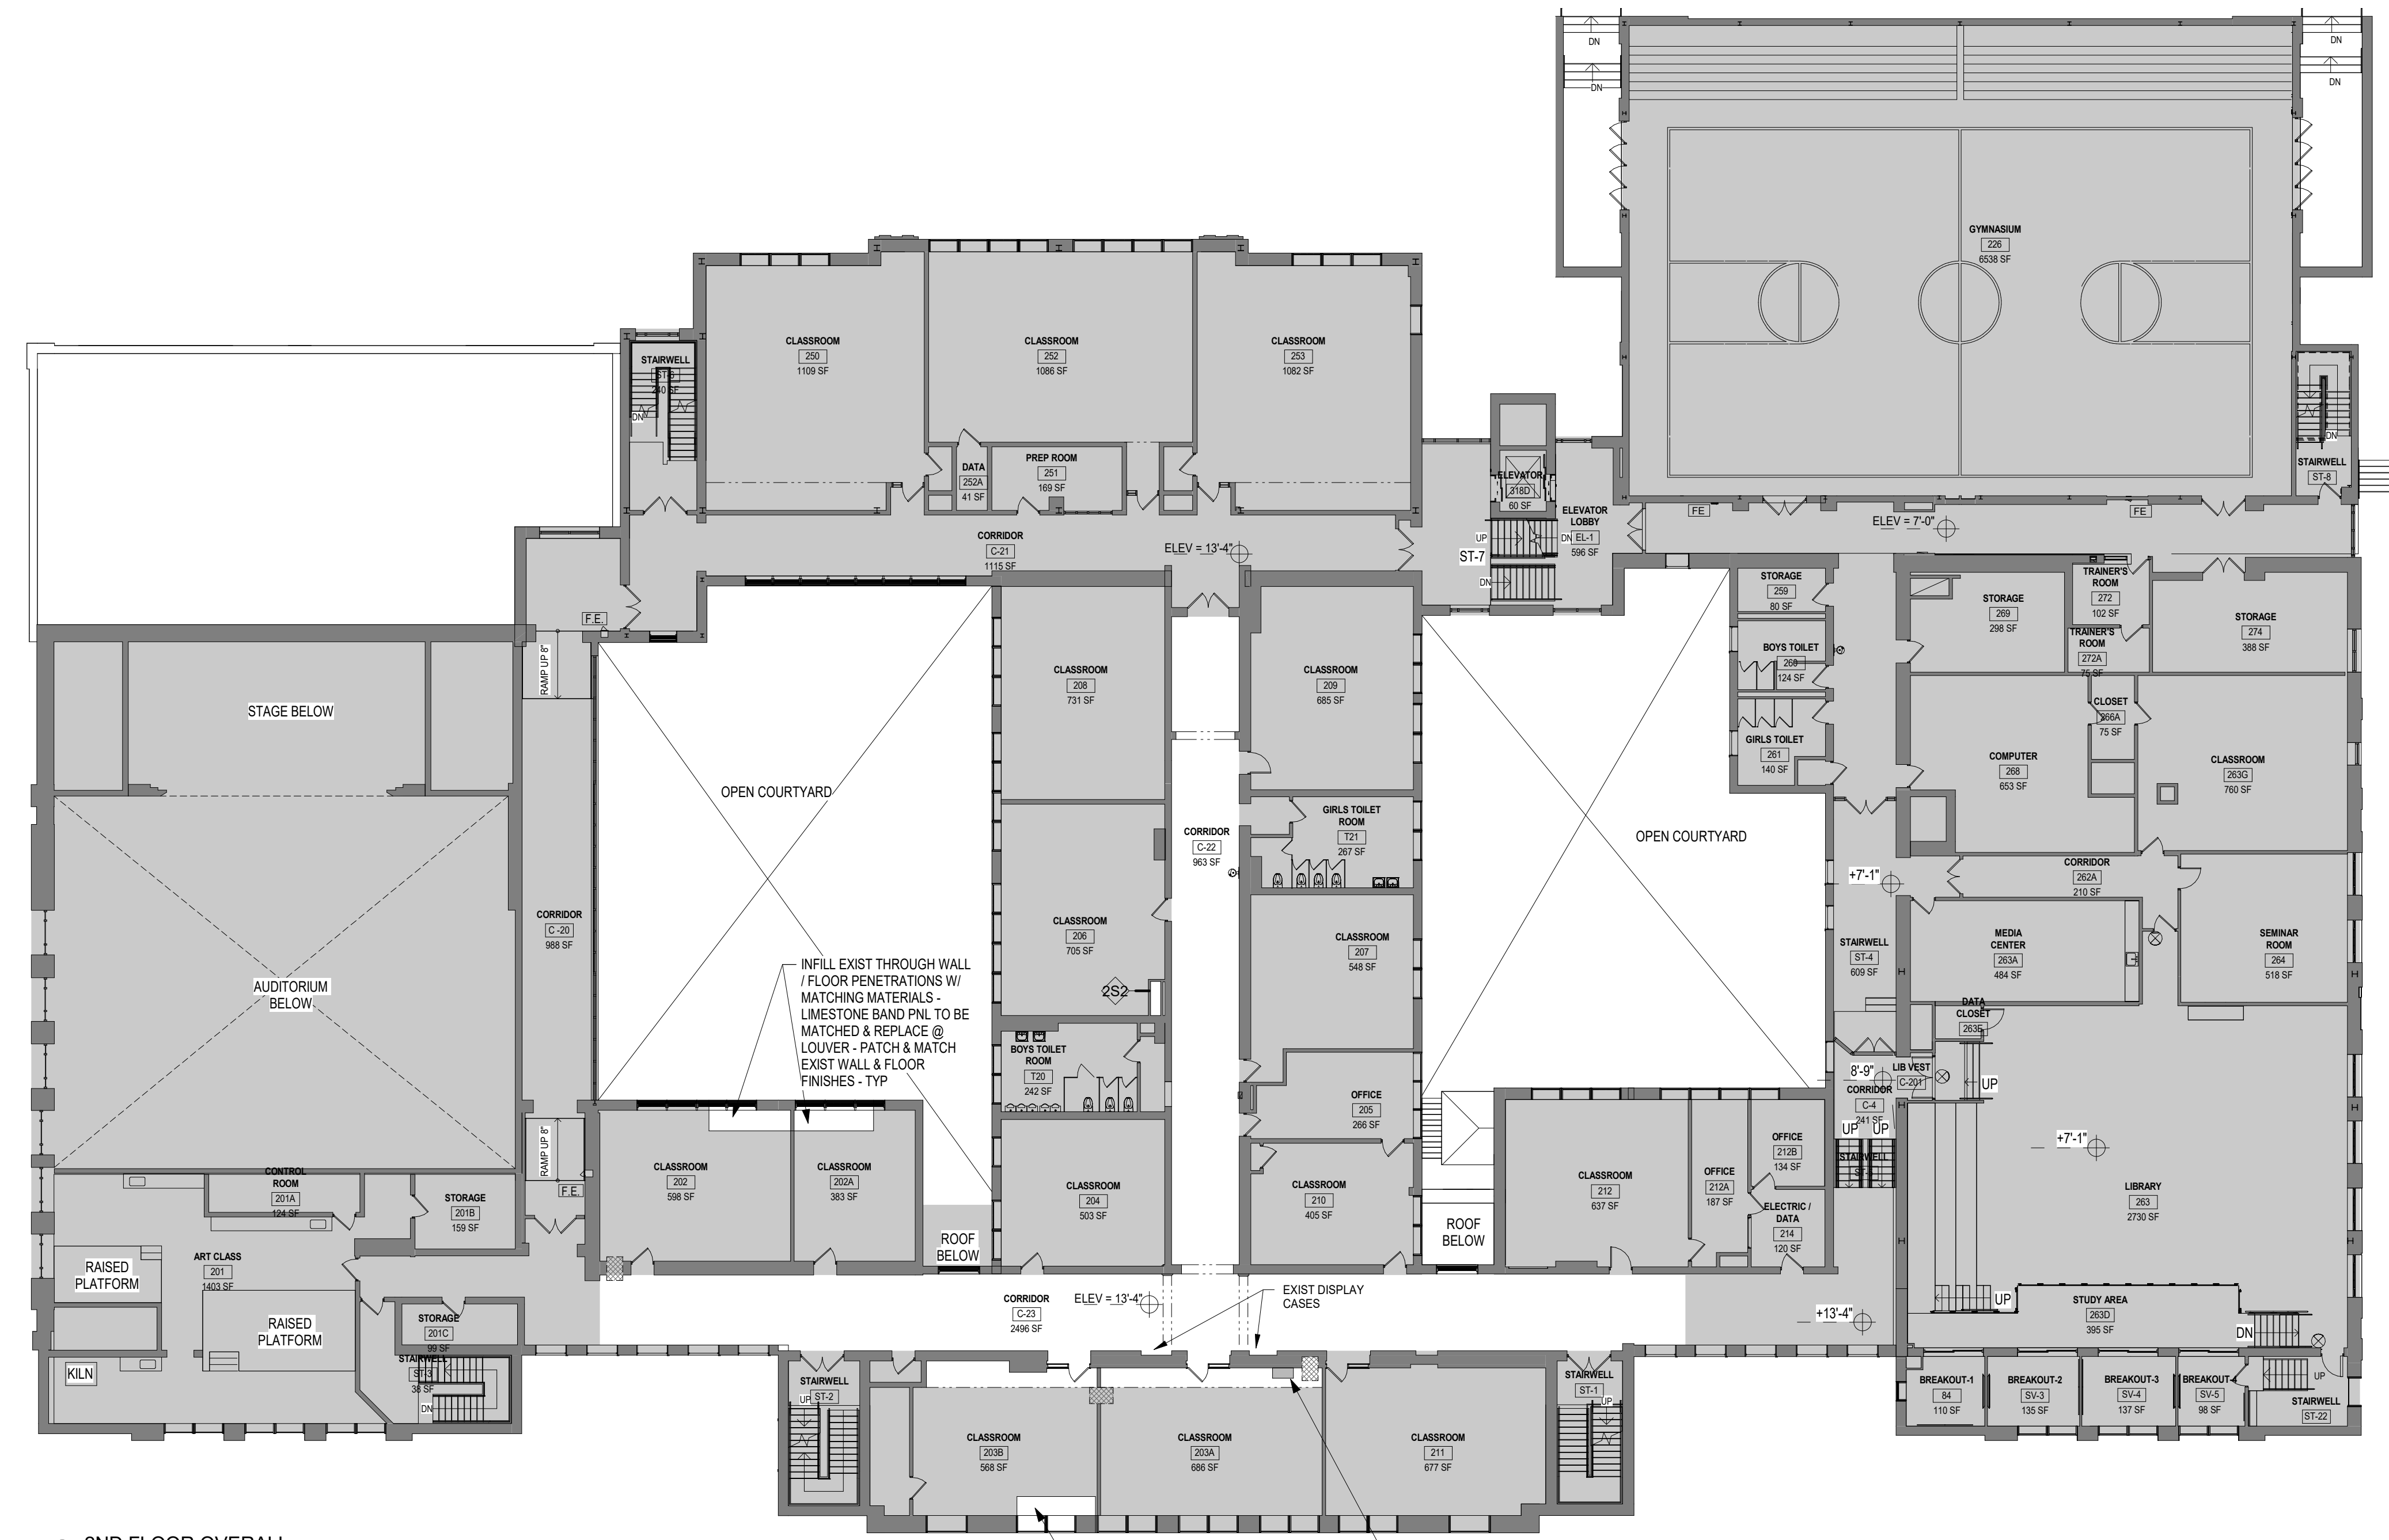 DN
DN
DN
DN
GYMNASIUM
226
6538 SF
CLASSROOM
250
1109 SF
CLASSROOM
252
1086 SF
CLASSROOM
253
1082 SF
STAIRWELL
ST-6
240 SF
DN
DATA
252A
41 SF
PREP ROOM
251
169 SF
ELEVATOR
318D
60 SF
ELEVATOR
LOBBY
EL-1
596 SF
UP
DN
ST-7
DN
DN
STAIRWELL
ST-8
FE
ELEV = 7'-0"
FE
CORRIDOR
C-21
1115 SF
ELEV = 13'-4"
F.E.
RAMP UP 8"
STORAGE
259
80 SF
BOYS TOILET
260
124 SF
GIRLS TOILET
261
140 SF
STORAGE
269
298 SF
TRAINER'S
ROOM
272
102 SF
TRAINER'S
ROOM
272A
75 SF
STORAGE
274
388 SF
STAGE BELOW
CLASSROOM
208
731 SF
CLASSROOM
209
685 SF
CLOSET
266A
75 SF
COMPUTER
268
653 SF
CLASSROOM
263G
760 SF
OPEN COURTYARD
OPEN COURTYARD
CORRIDOR
C-22
963 SF
GIRLS TOILET
ROOM
T21
267 SF
CORRIDOR
262A
210 SF
+7'-1"
CORRIDOR
C -20
988 SF
CLASSROOM
206
705 SF
2S2
CLASSROOM
207
548 SF
STAIRWELL
ST-4
609 SF
MEDIA
CENTER
263A
484 SF
SEMINAR
ROOM
264
518 SF
AUDITORIUM
BELOW
INFILL EXIST THROUGH WALL
/ FLOOR PENETRATIONS W/
MATCHING MATERIALS -
LIMESTONE BAND PNL TO BE
MATCHED & REPLACE @
LOUVER - PATCH & MATCH
EXIST WALL & FLOOR
FINISHES - TYP
BOYS TOILET
ROOM
T20
242 SF
DATA
CLOSET
263E
LIB VEST
C-201
UP
8'-9"
CORRIDOR
C-4
241 SF
UP
UP
STAIRWELL
OFFICE
205
266 SF
+7'-1"
RAMP UP 8"
F.E.
CONTROL
ROOM
201A
124 SF
STORAGE
201B
159 SF
CLASSROOM
202
598 SF
CLASSROOM
202A
383 SF
CLASSROOM
204
503 SF
CLASSROOM
210
405 SF
CLASSROOM
212
637 SF
OFFICE
212A
187 SF
OFFICE
212B
134 SF
ELECTRIC /
DATA
214
120 SF
LIBRARY
263
2730 SF
ROOF
BELOW
ROOF
BELOW
ART CLASS
201
1403 SF
RAISED
PLATFORM
RAISED
PLATFORM
STORAGE
201C
99 SF
KILN
STAIRWELL
ST-3
38 SF
DN
CORRIDOR
C-23
2496 SF
ELEV = 13'-4"
EXIST DISPLAY
CASES
+13'-4"
UP
STUDY AREA
263D
395 SF
DN
STAIRWELL
ST-2
UP
STAIRWELL
ST-1
UP
BREAKOUT-1
84
110 SF
BREAKOUT-2
SV-3
135 SF
BREAKOUT-3
SV-4
137 SF
BREAKOUT-4
SV-5
98 SF
UP
STAIRWELL
ST-22
CLASSROOM
203B
568 SF
CLASSROOM
203A
686 SF
CLASSROOM
211
677 SF
2ND FLOOR OVERALL